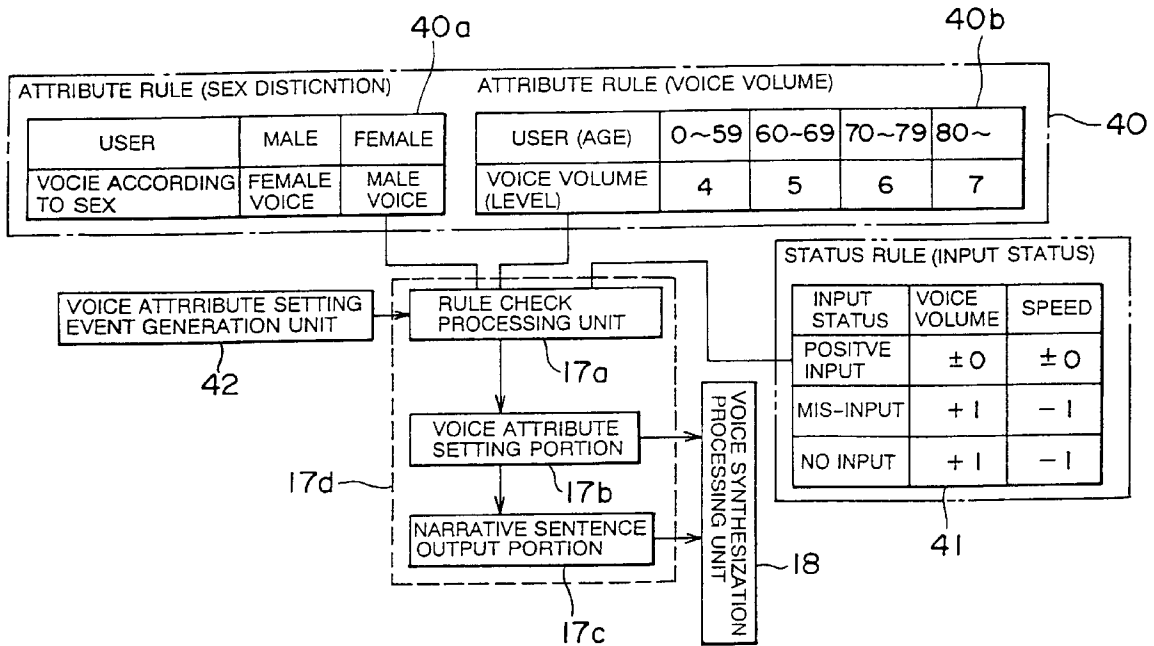 40a
40b
ATTRIBUTE RULE (SEX DISTICNTION)
ATTRIBUTE RULE (VOICE VOLUME)
40
USER
MALE
FEMALE
VOCIE ACCORDING
TO SEX
FEMALE
VOICE
MALE
VOICE
USER (AGE)
0~59
60~69
70~79
80~
VOICE VOLUME
(LEVEL)
4
5
6
7
STATUS RULE (INPUT STATUS)
INPUT
STATUS
VOICE
VOLUME
SPEED
POSITVE
INPUT
±0
±0
MIS-INPUT
+1
-1
NO INPUT
+1
-1
41
VOICE ATTRRIBUTE SETTING
EVENT GENERATION UNIT
42
RULE CHECK
PROCESSING UNIT
17a
VOICE ATTRIBUTE
SETTING PORTION
17b
17d
NARRATIVE SENTENCE
OUTPUT PORTION
17c
VOICE SYNTHESIZATION
PROCESSING UNIT
18